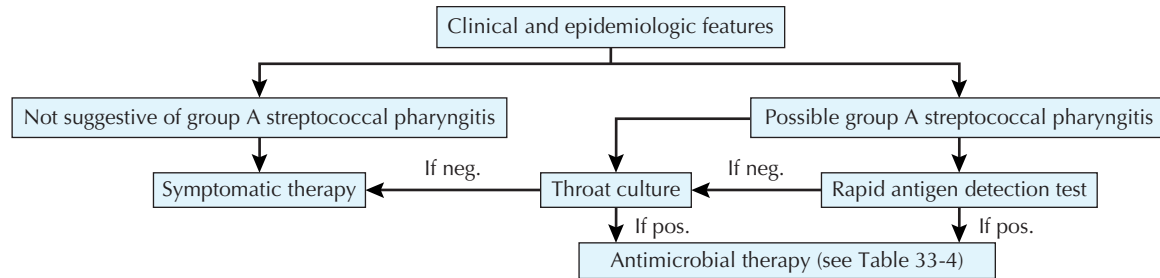 Clinical and epidemiologic features
Not suggestive of group A streptococcal pharyngitis
Possible group A streptococcal pharyngitis
If neg.
If neg.
Symptomatic therapy
Throat culture
Rapid antigen detection test
If pos.
If pos.
Antimicrobial therapy (see Table 33-4)